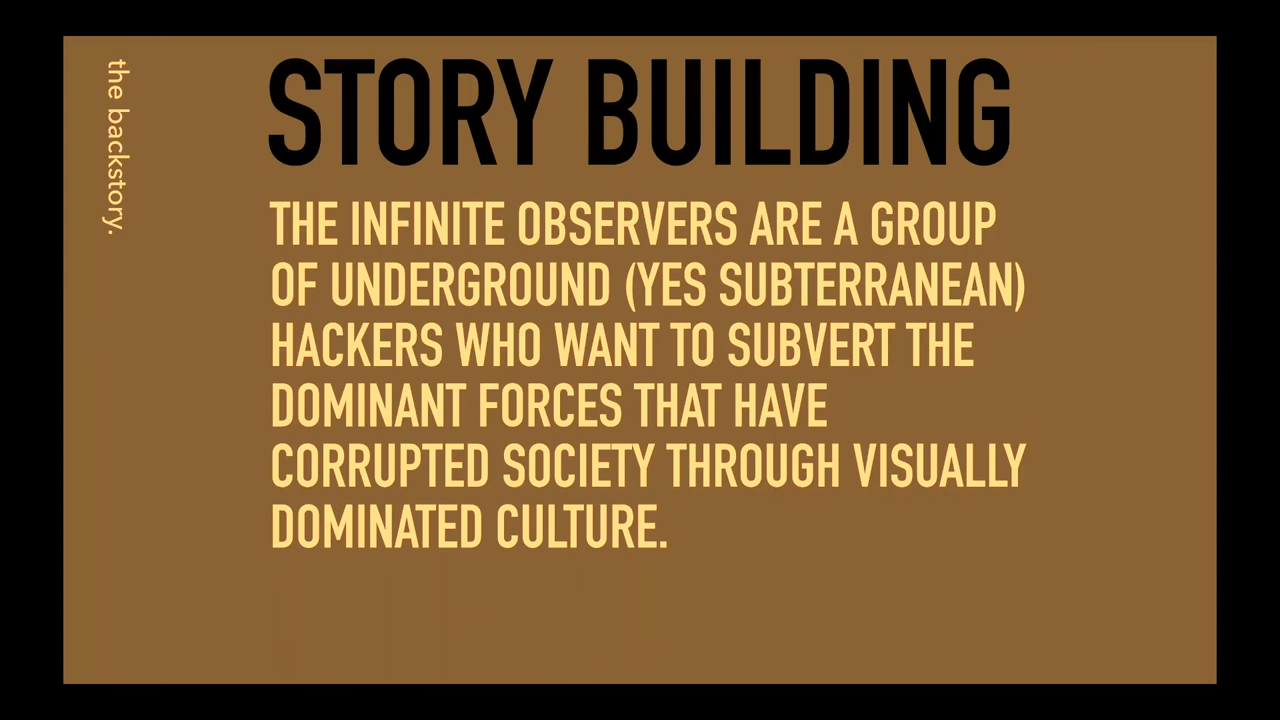 the backstory.
STORY BUILDING
THE INFINITE OBSERVERS ARE A GROUP
OF UNDERGROUND (YES SUBTERRANEAN)
HACKERS WHO WANT TO SUBVERT THE
DOMINANT FORCES THAT HAVE
CORRUPTED SOCIETY THROUGH VISUALLY
DOMINATED CULTURE.